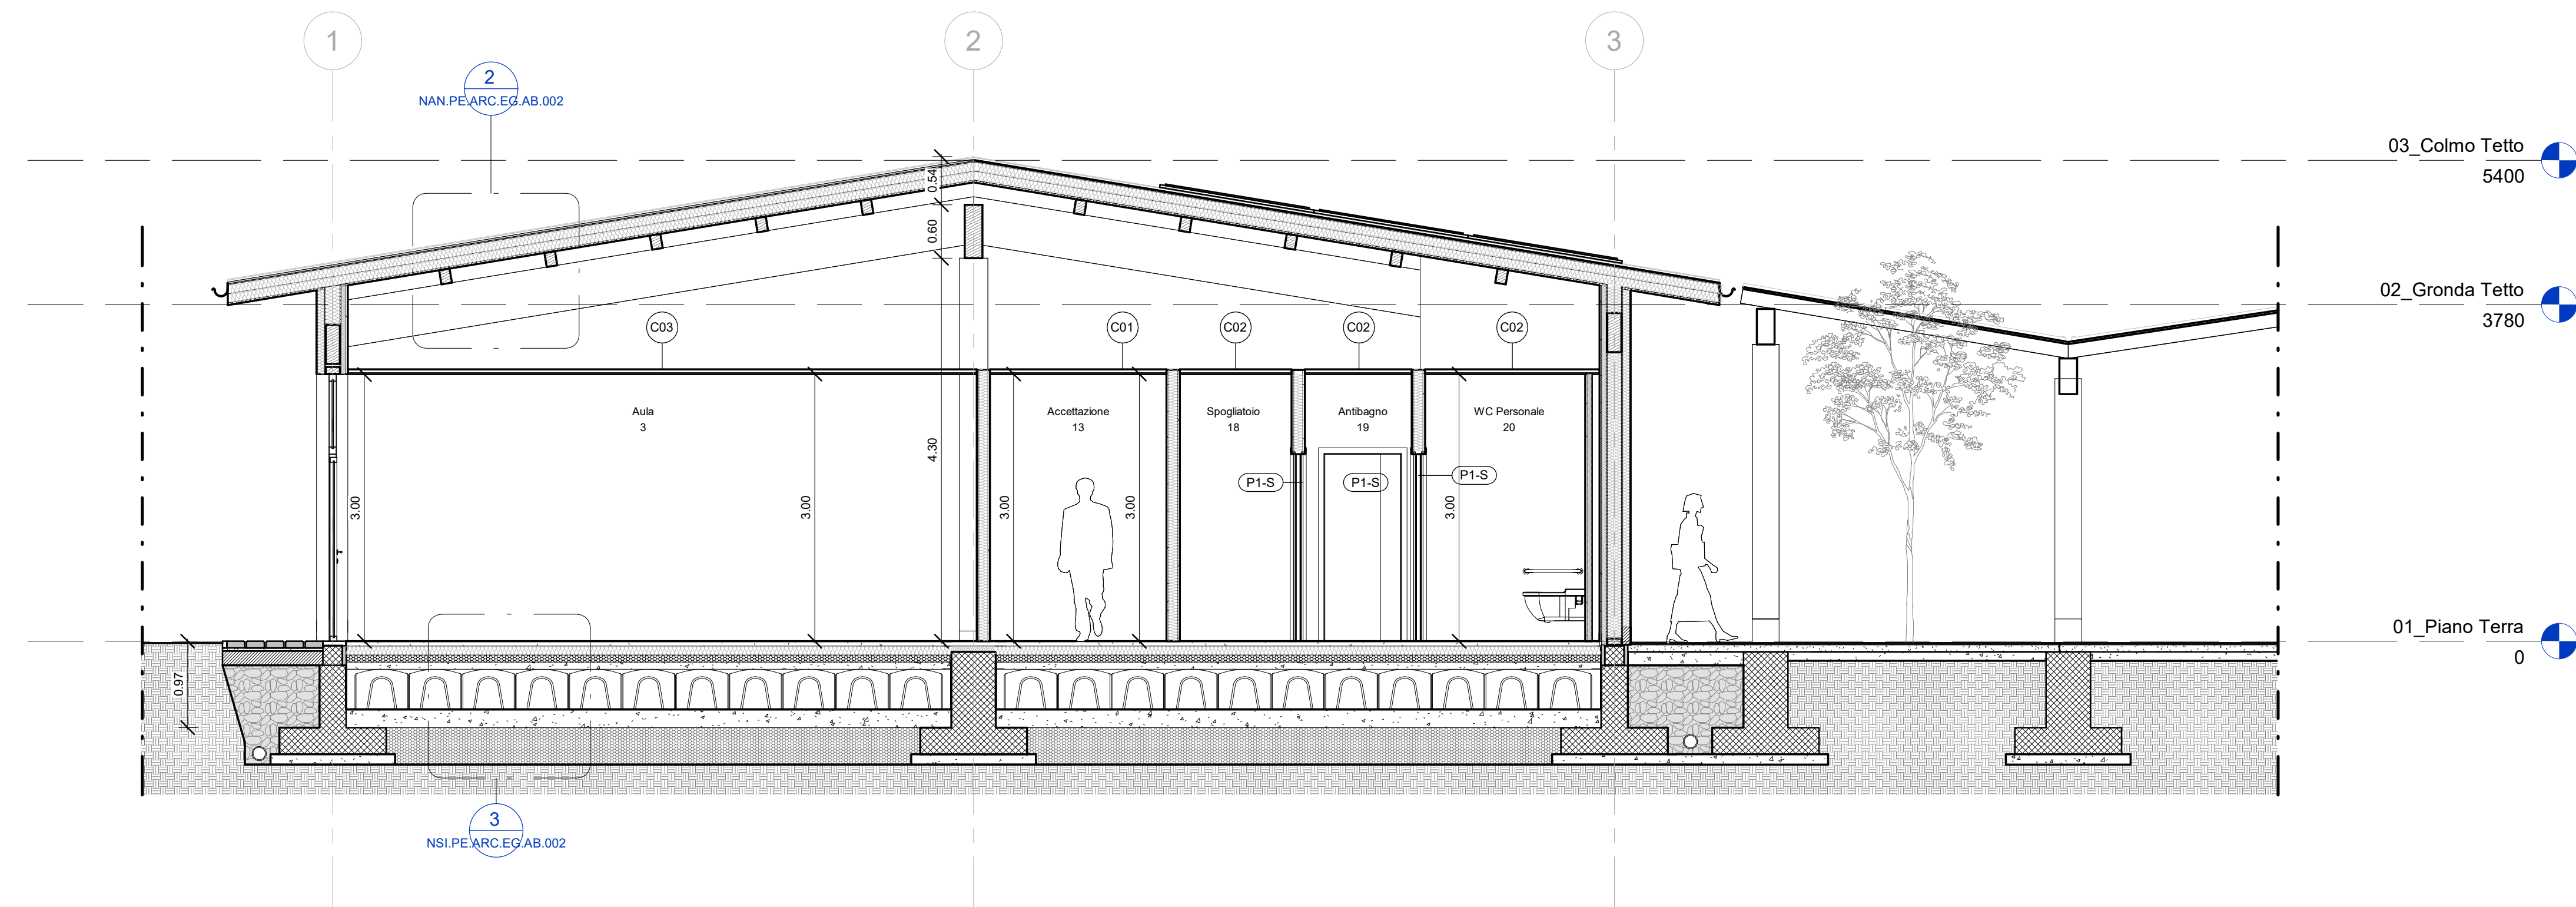 1
2
3
2
NAN.PE.ARC.EG.AB.002
03_Colmo Tetto
5400
0.54
0.60
02_Gronda Tetto
3780
C03
C01
C02
C02
C02
Aula
3
Accettazione
13
Spogliatoio
18
Antibagno
19
WC Personale
20
4.30
P1-S
P1-S
P1-S
3.00
3.00
3.00
3.00
3.00
01_Piano Terra
0
0.97
3
NSI.PE.ARC.EG.AB.002